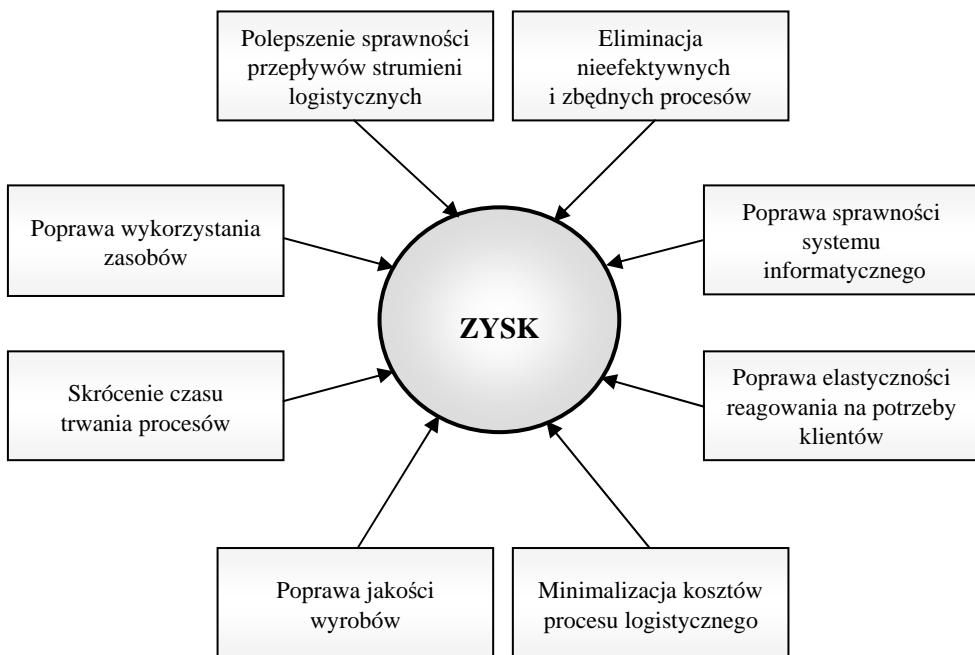 Polepszenie sprawności
przepływów strumieni
logistycznych
Eliminacja
nieefektywnych
i zbędnych procesów
Poprawa wykorzystania
zasobów
Poprawa sprawności
systemu
informatycznego
ZYSK
Skrócenie czasu
trwania procesów
Poprawa elastyczności
reagowania na potrzeby
klientów
Poprawa jakości
wyrobów
Minimalizacja kosztów
procesu logistycznego